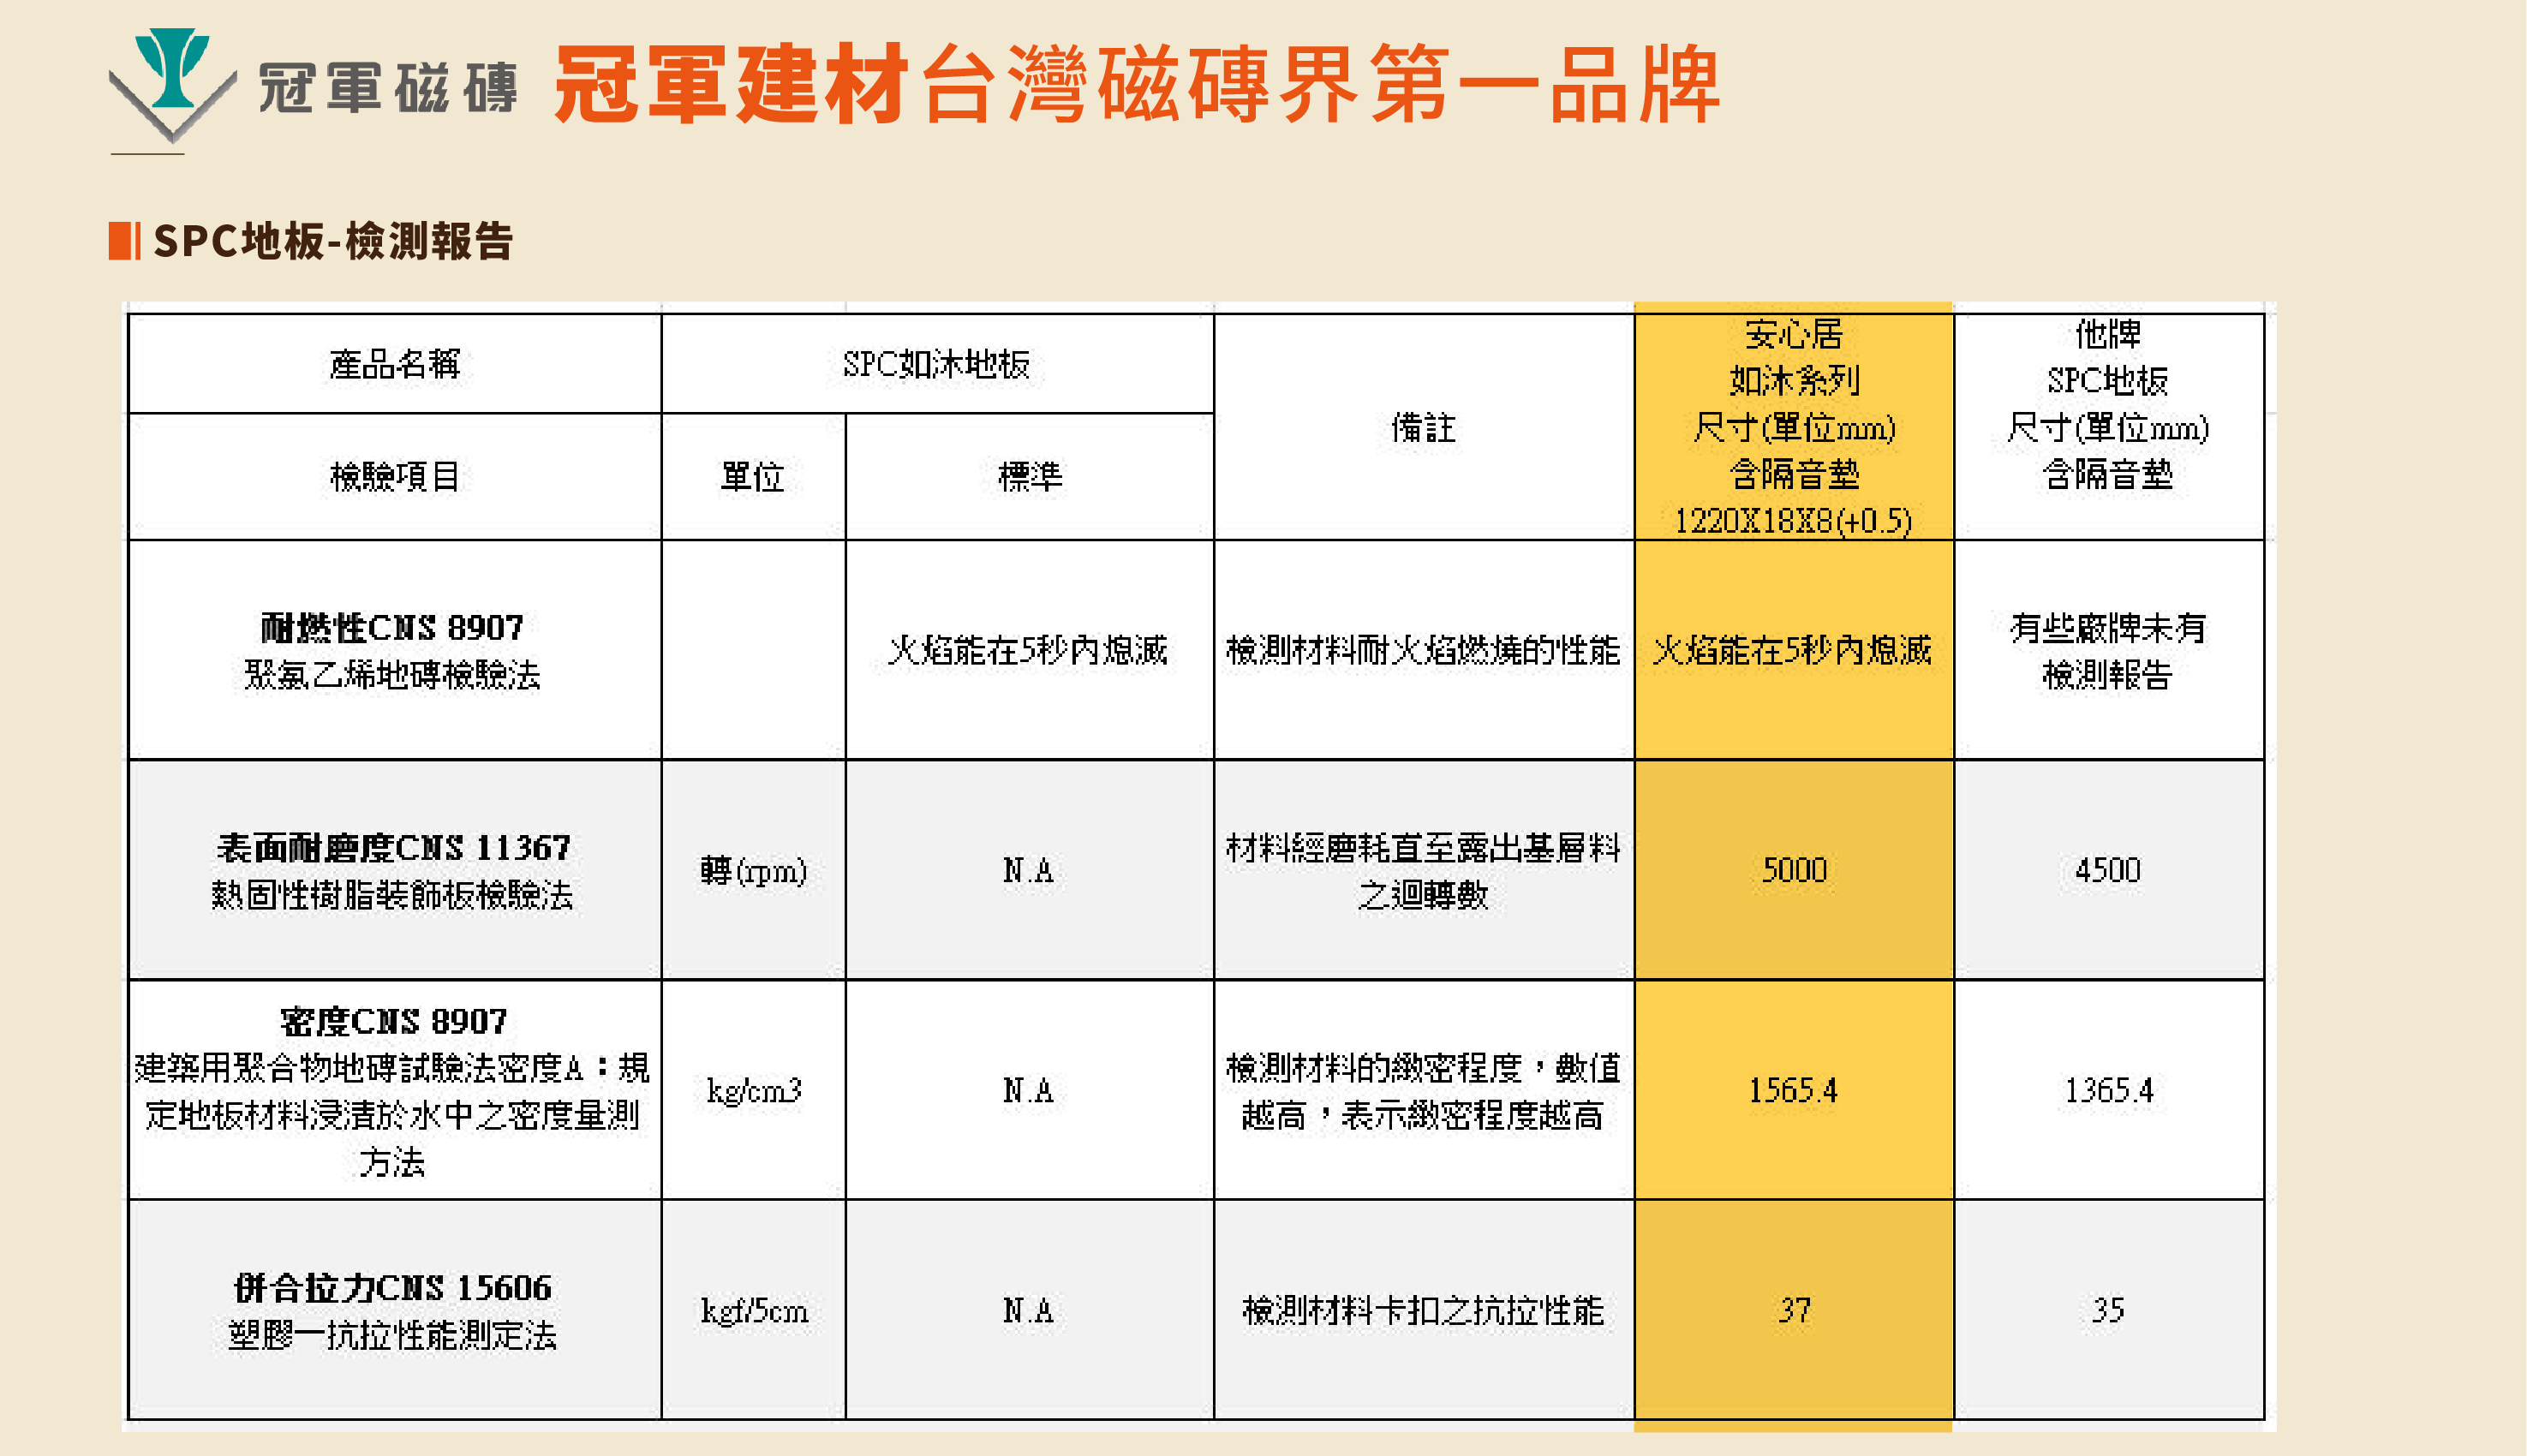 冠軍磁磚 冠軍建材台灣磁磚界第一品牌
SPC地板-檢測報告
產品名稱
SPC如沐地板
備註
安心居
如沐系列
尺寸(單位mm)
含隔音墊
1220X18X8(+0.5)
他牌
SPC地板
尺寸(單位mm)
含隔音墊
檢驗項目
單位
標準
耐燃性CNS 8907
聚氯乙烯地磚檢驗法
火焰能在5秒內熄滅
檢測材料耐火焰燃燒的性能
火焰能在5秒內熄滅
有些廠牌未有
檢測報告
表面耐磨度CNS 11367
熱固性樹脂裝飾板檢驗法
轉(rpm)
N.A
材料經磨耗直至露出基層料
之迴轉數
5000
4500
密度CNS 8907
建築用聚合物地磚試驗法密度A：規
定地板材料浸漬於水中之密度量測
方法
kg/cm3
N.A
檢測材料的緻密程度，數值
越高，表示緻密程度越高
1565.4
1365.4
併合拉力CNS 15606
塑膠一抗拉性能測定法
kgf/5cm
N.A
檢測材料卡扣之抗拉性能
37
35